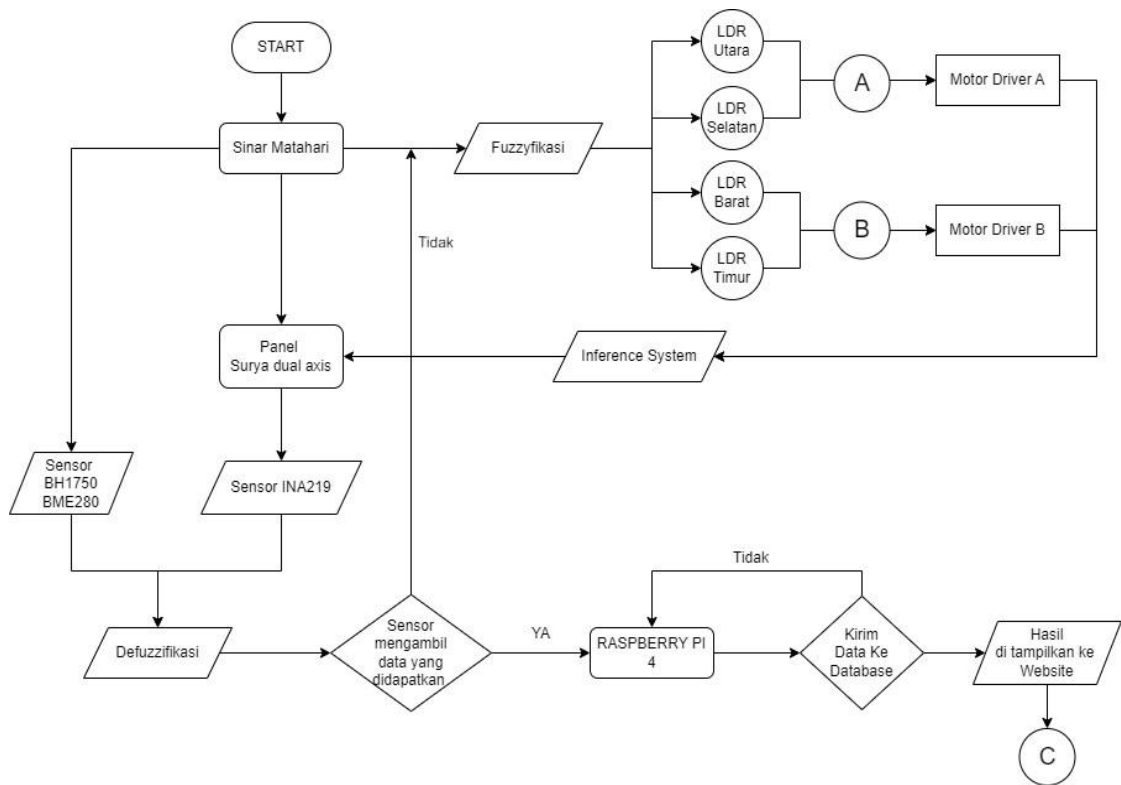 START
Sinar Matahari
Fuzzyfikasi
LDR
Utara
LDR
Selatan
LDR
Barat
LDR
Timur
A
B
Motor Driver A
Motor Driver B
Tidak
Panel
Surya dual axis
Inference System
Sensor
BH1750
BME280
Sensor INA219
Defuzzifikasi
Sensor
mengambil
data yang
didapatkan
YA
RASPBERRY PI
4
Tidak
Kirim
Data Ke
Database
Hasil
di tampilkan ke
Website
C